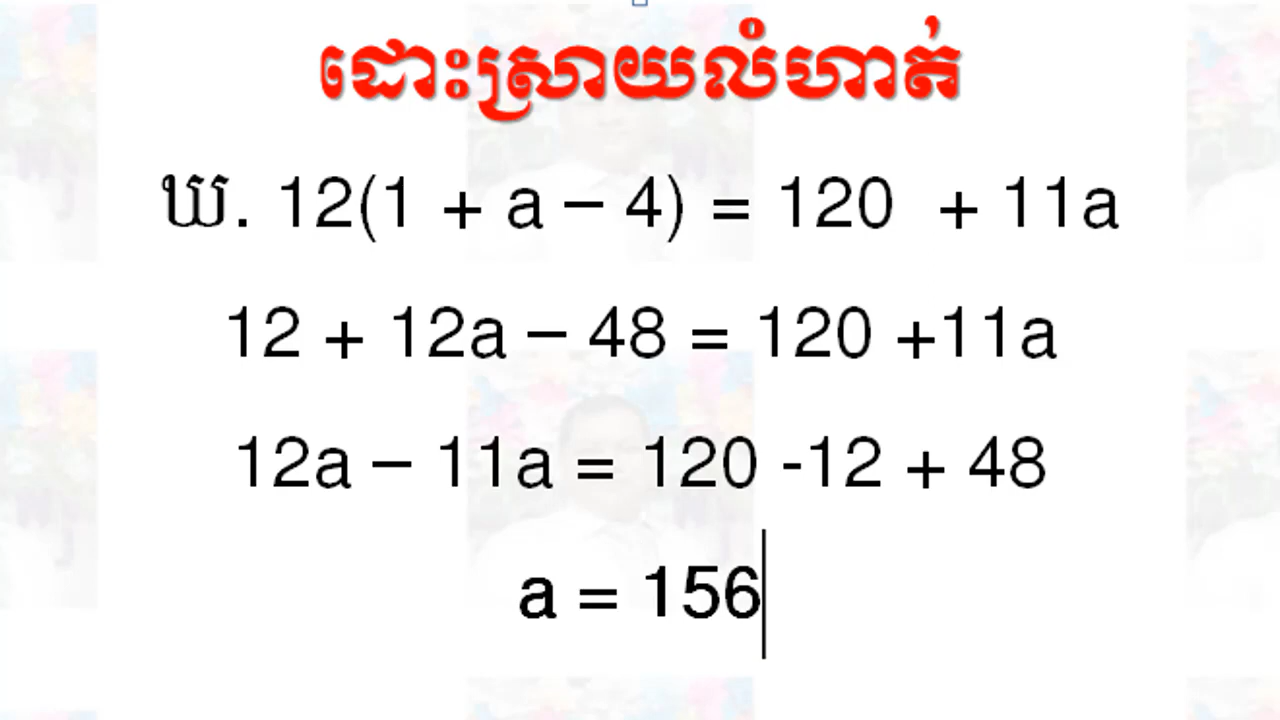 ដោះស្រាយលំហាត់
ឃ. 12(1 + a – 4) = 120 + 11a
12 + 12a – 48 = 120 +11a
12a – 11a = 120 -12 + 48
a = 156